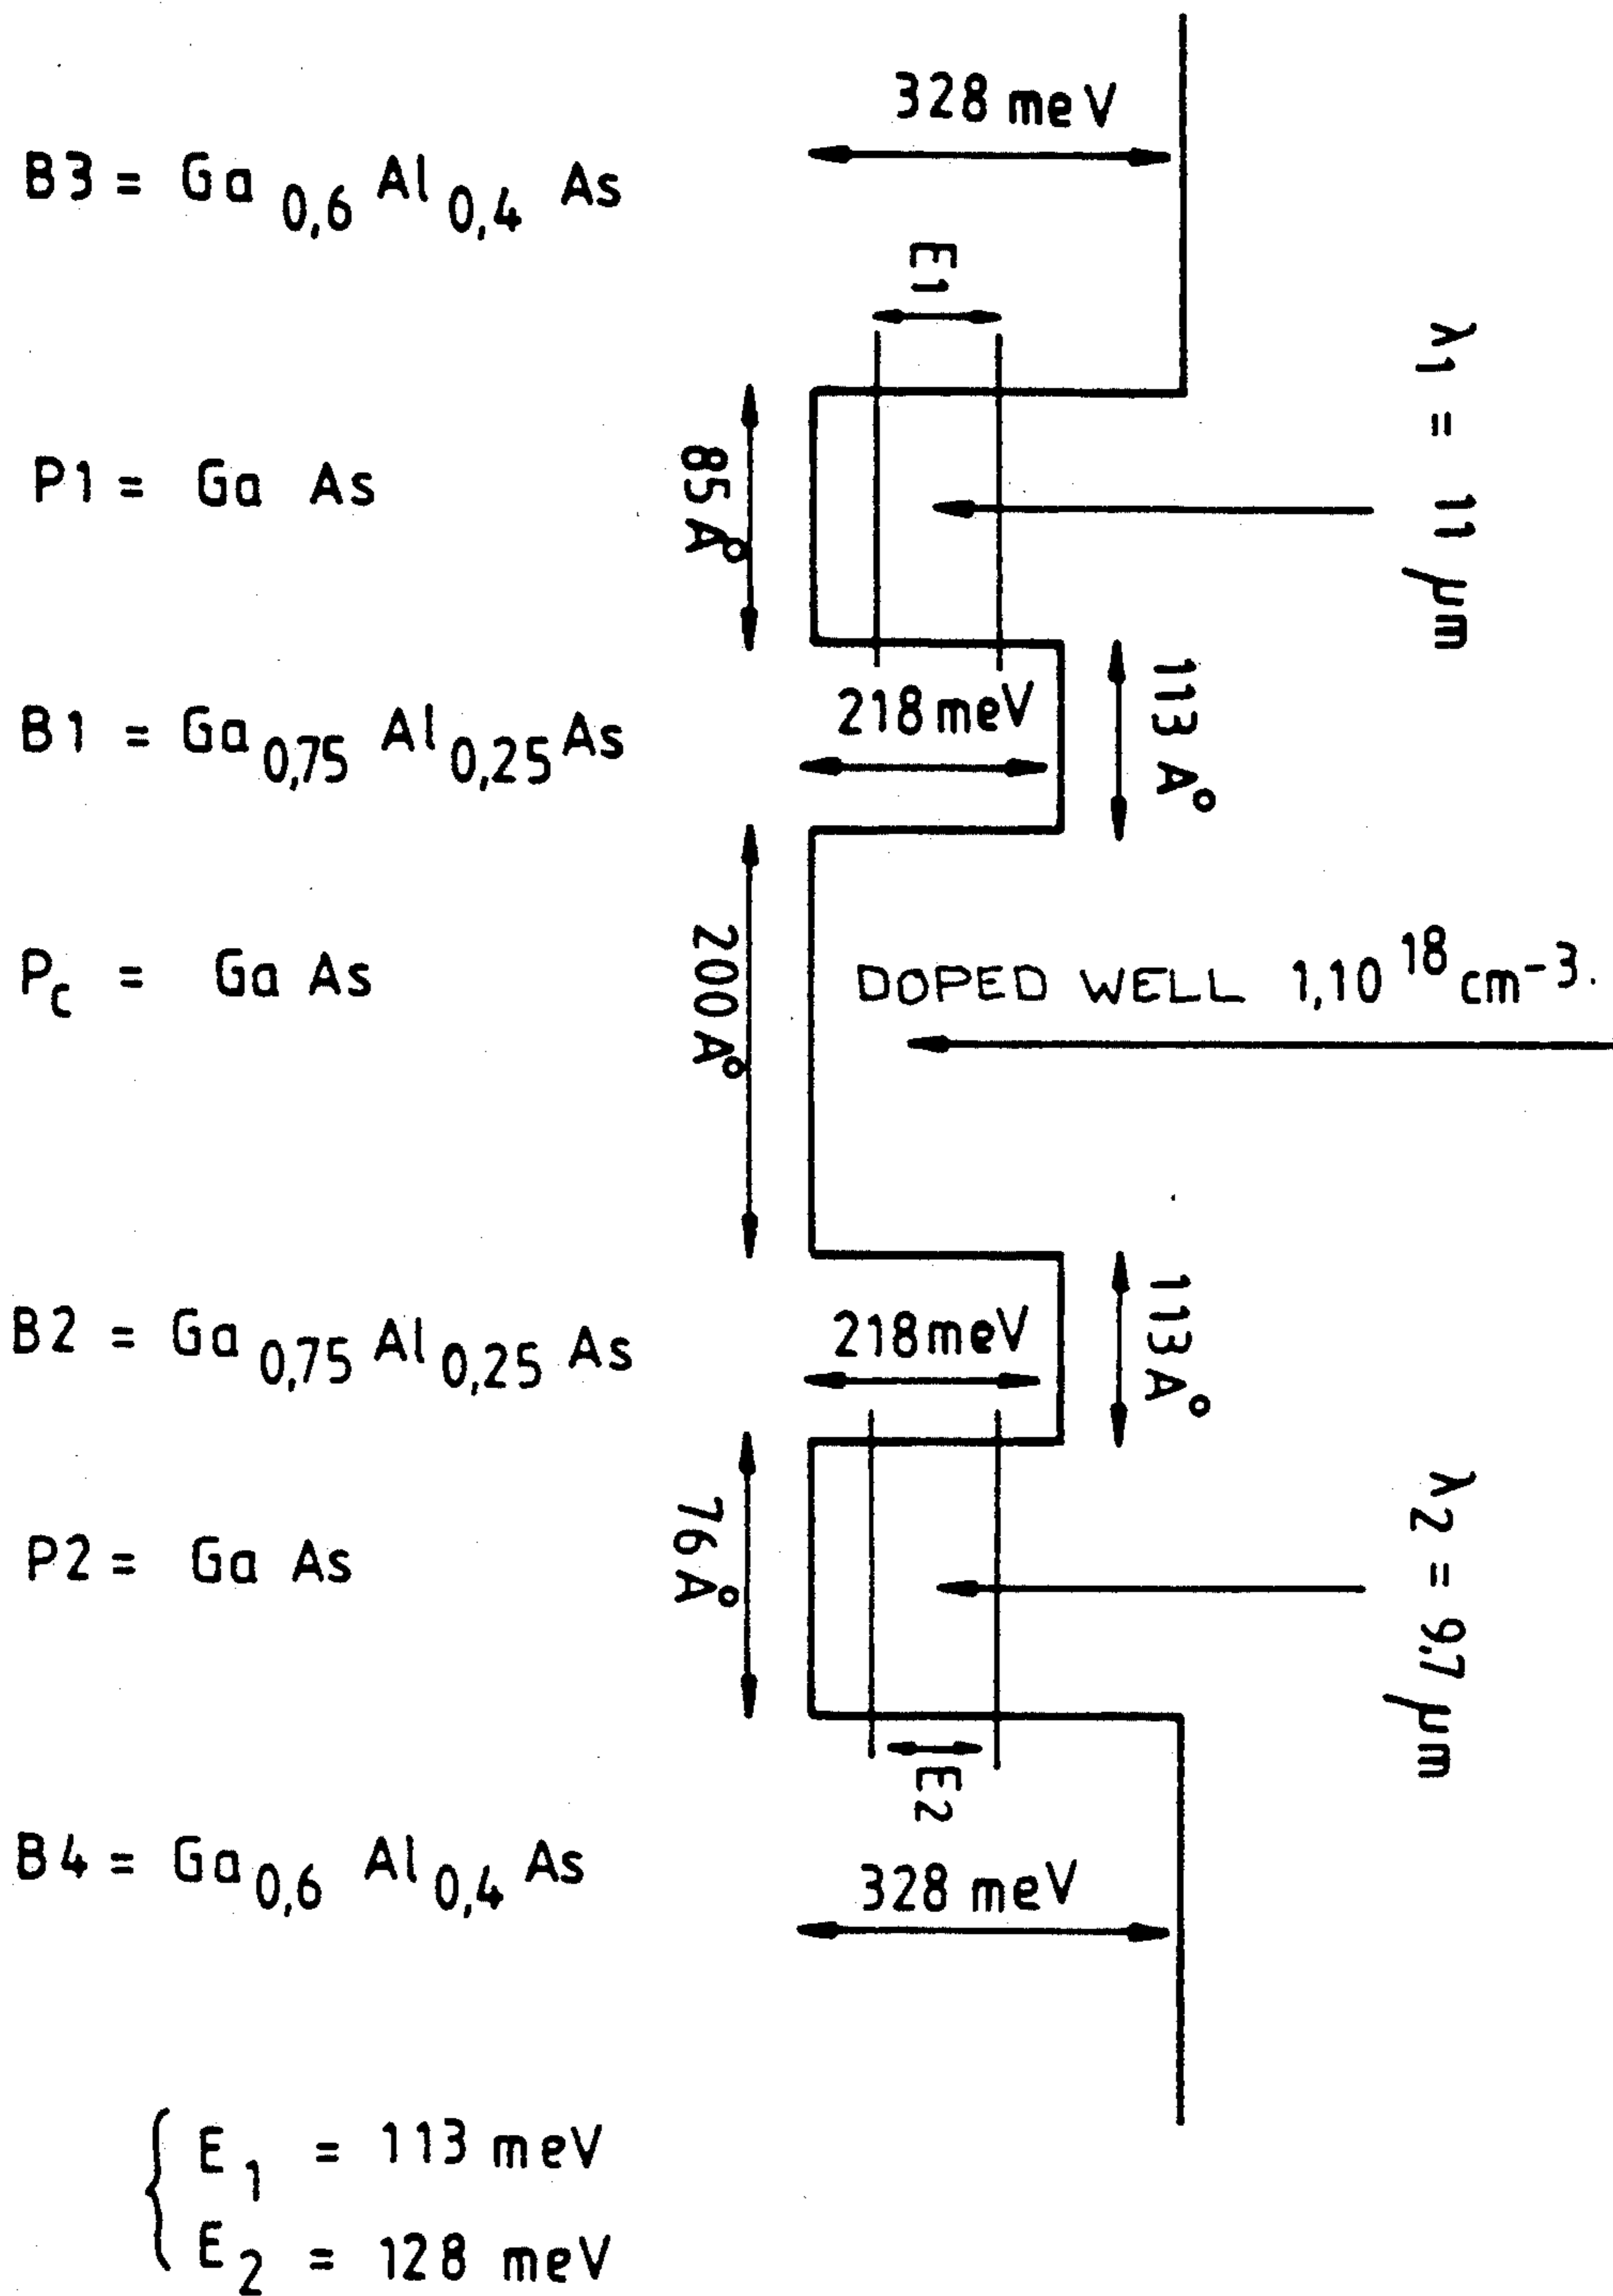 328 meV
B3 = Ga 0,6 Al 0,4 As
E1
λ1 = 11 µm
P1 = Ga As
85 A°
B1 = Ga 0,75 Al 0,25 As
218 meV
113 A°
Pc = Ga As
200 A°
DOPED WELL 1,10 18 cm-3.
B2 = Ga 0,75 Al 0,25 As
218 meV
113 A°
P2 = Ga As
76 A°
λ2 = 9,7 µm
E2
B4 = Ga 0,6 Al 0,4 As
328 meV
E1 = 113 meV
E2 = 128 meV